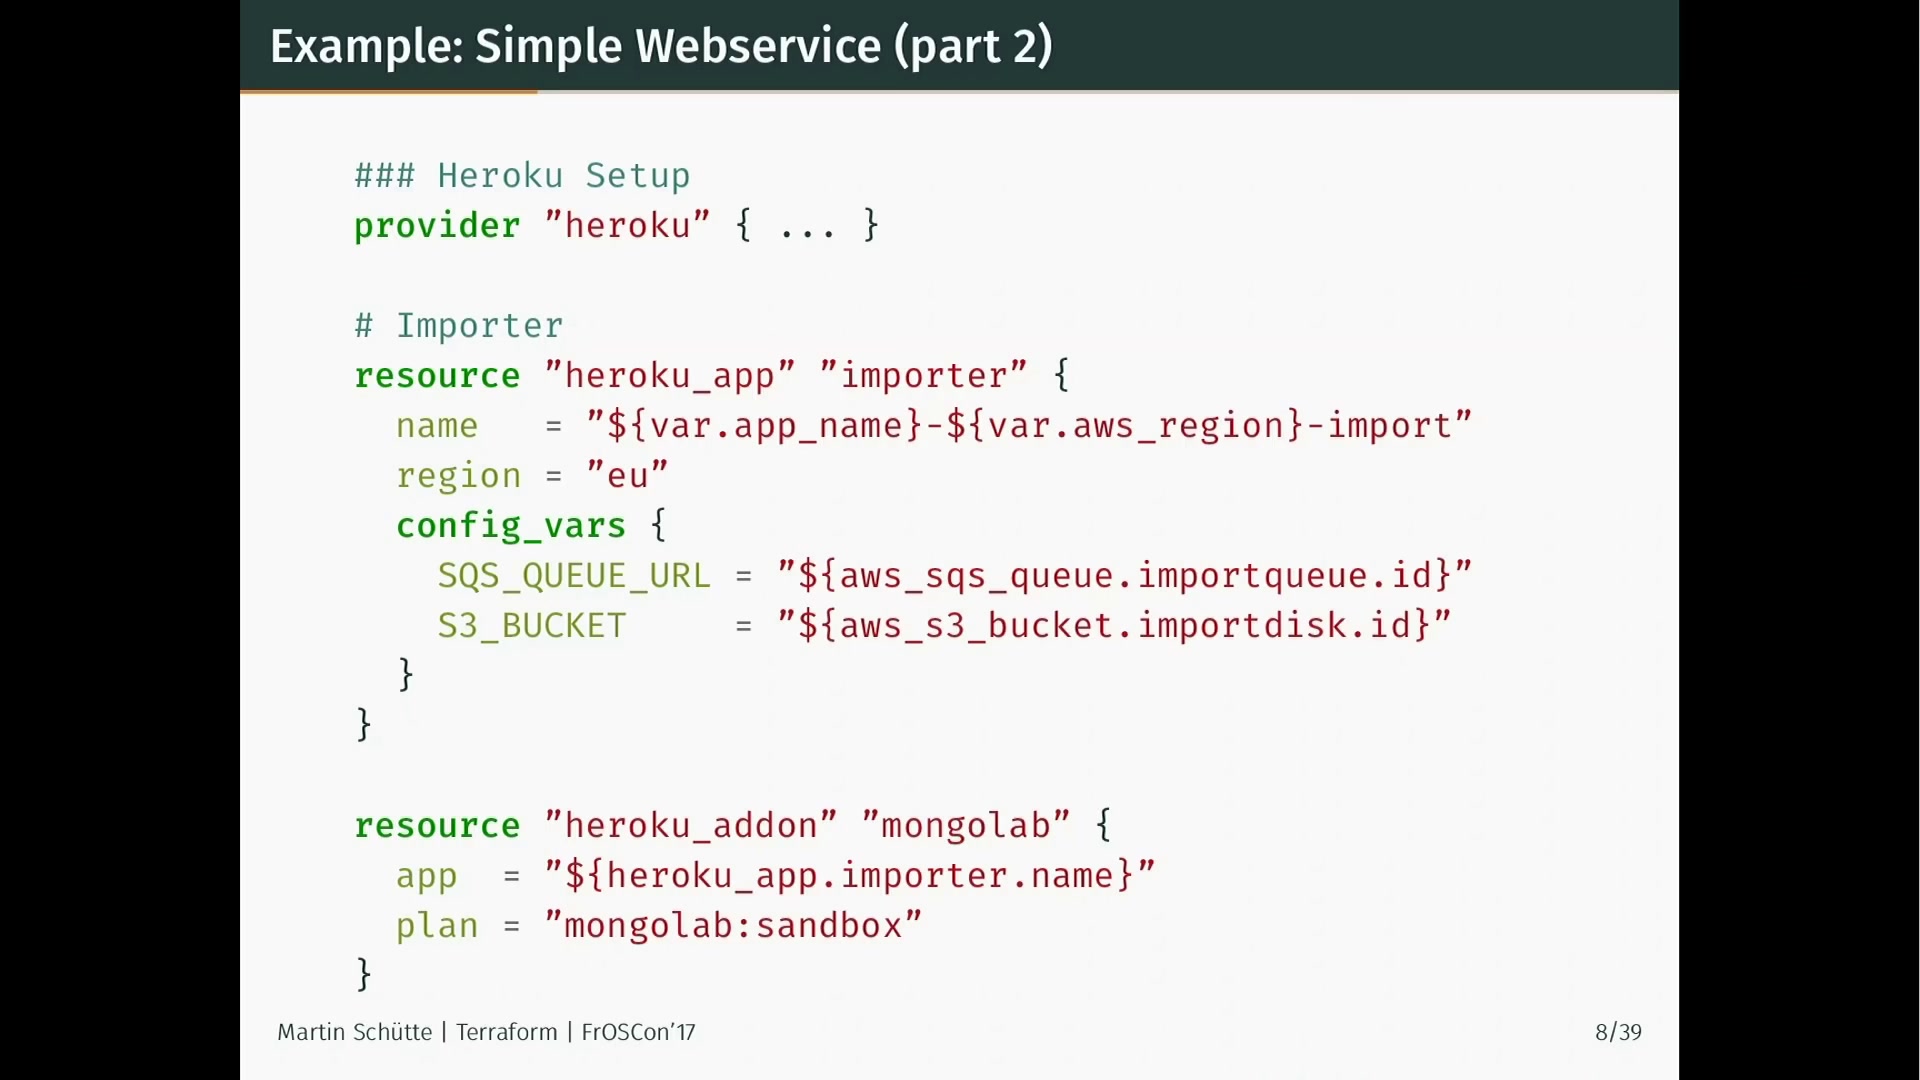 Example: Simple Webservice (part 2)
### Heroku Setup
provider ”heroku” { ... }
# Importer
resource ”heroku_app” ”importer” {
  name   = ”${var.app_name}-${var.aws_region}-import”
  region = ”eu”
  config_vars {
    SQS_QUEUE_URL = ”${aws_sqs_queue.importqueue.id}”
    S3_BUCKET     = ”${aws_s3_bucket.importdisk.id}”
  }
}
resource ”heroku_addon” ”mongolab” {
  app  = ”${heroku_app.importer.name}”
  plan = ”mongolab:sandbox”
}
Martin Schütte | Terraform | FrOSCon’17
8/39